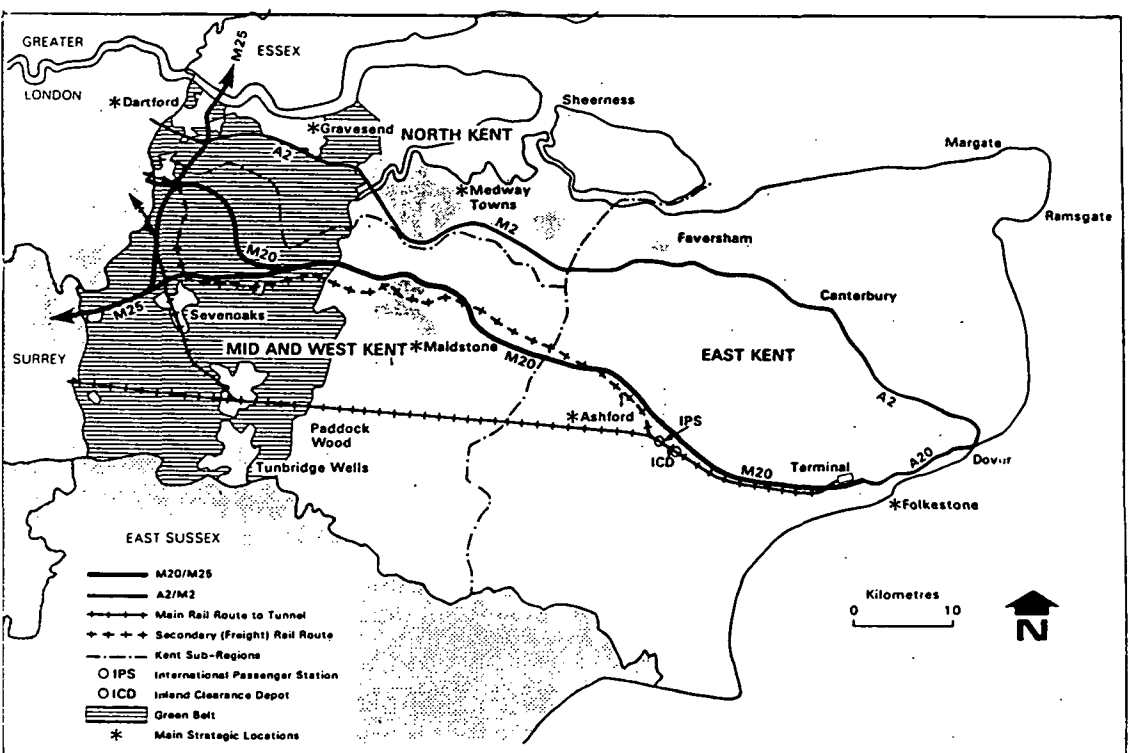 GREATER
LONDON
M25
ESSEX
*Dartford
*Gravesend
A2
NORTH KENT
Sheerness
Margate
Ramsgate
*Medway
Towns
M2
Faversham
Canterbury
M20
M25
Sevenoaks
SURREY
MID AND WEST KENT
*Maidstone
M20
EAST KENT
A2
*Ashford
IPS
ICD
Paddock
Wood
Tunbridge Wells
M20
Terminal
A20
Dover
*Folkestone
EAST SUSSEX
M20/M25
A2/M2
Main Rail Route to Tunnel
Secondary (Freight) Rail Route
Kent Sub-Regions
IPS International Passenger Station
ICD Inland Clearance Depot
Green Belt
* Main Strategic Locations
Kilometres
0 10
N